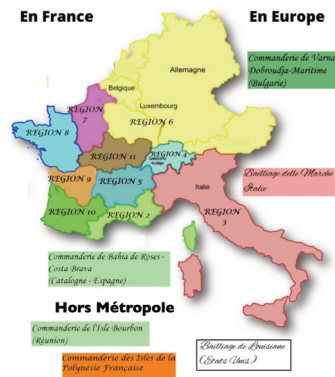 En France
En Europe
Commanderie de Varna
Dobroudja-Maritime
(Bulgarie)
Allemagne
Belgique
Luxembourg
REGION
7
REGION 6
REGION 8
REGION 11
REGION 4
REGION 9
REGION 5
REGION 10
REGION 2
Bailliage delle Marche
Italie
Italie
REGION
3
Commanderie de Bahia de Roses -
Costa Brava
(Catalogne - Espagne)
Hors Métropole
Commanderie de l'Isle Bourbon
(Réunion)
Commanderie des Isles de la
Polynésie Française
Bailliage de Louisiane
(Etats Unis)